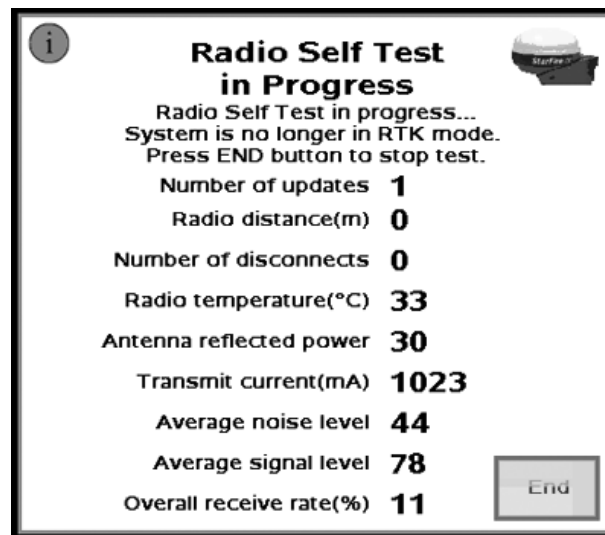 i
Radio Self Test
in Progress
Radio Self Test in progress...
System is no longer in RTK mode.
Press END button to stop test.
Number of updates 1
Radio distance(m) 0
Number of disconnects 0
Radio temperature(°C) 33
Antenna reflected power 30
Transmit current(mA) 1023
Average noise level 44
Average signal level 78
Overall receive rate(%) 11
End